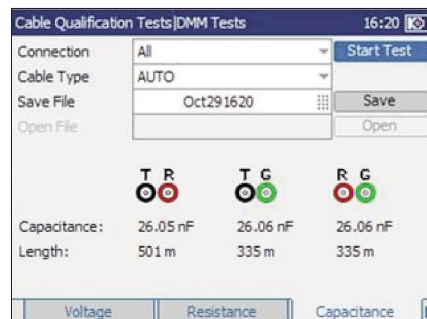 Cable Qualification Tests|DMM Tests 16:20
Connection All Start Test
Cable Type AUTO
Save File Oct291620 Save
Open File Open
T R T G R G
Capacitance: 26.05 nF 26.06 nF 26.06 nF
Length: 501 m 335 m 335 m
Voltage Resistance Capacitance